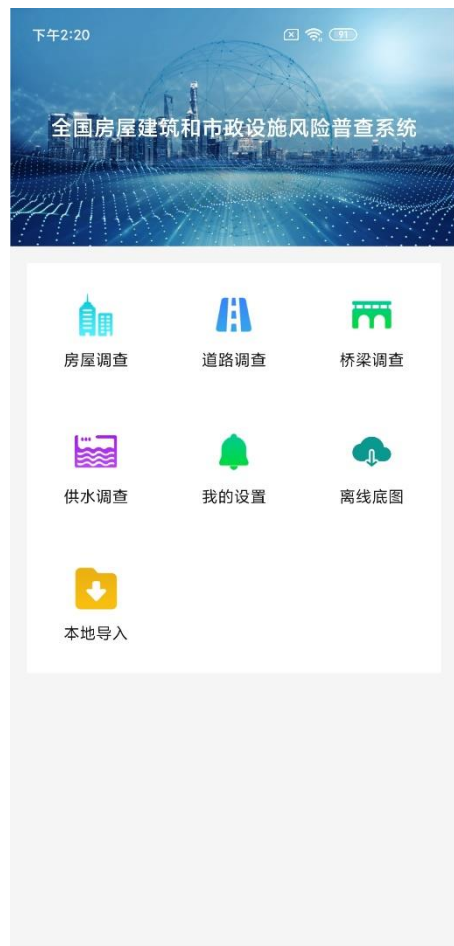 下午2:20
91
全国房屋建筑和市政设施风险普查系统
房屋调查 道路调查 桥梁调查
供水调查 我的设置 离线底图
本地导入